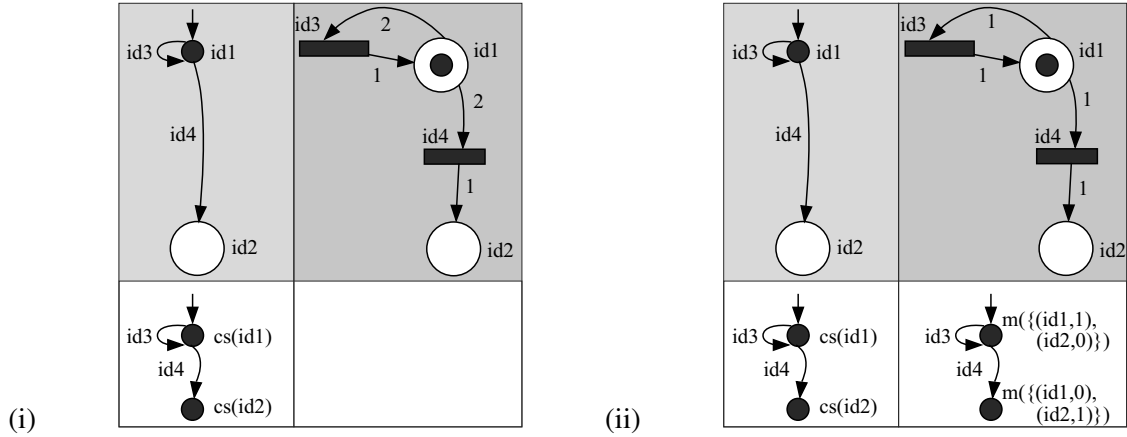 id3
id1
id4
id2
id3
2
id1
1
2
id4
1
id2
id3
cs(id1)
id4
cs(id2)
(i)
id3
id1
id4
id2
id3
1
id1
1
1
id4
1
id2
id3
cs(id1)
id4
cs(id2)
id3
m({(id1,1),
(id2,0)})
id4
m({(id1,0),
(id2,1)})
(ii)